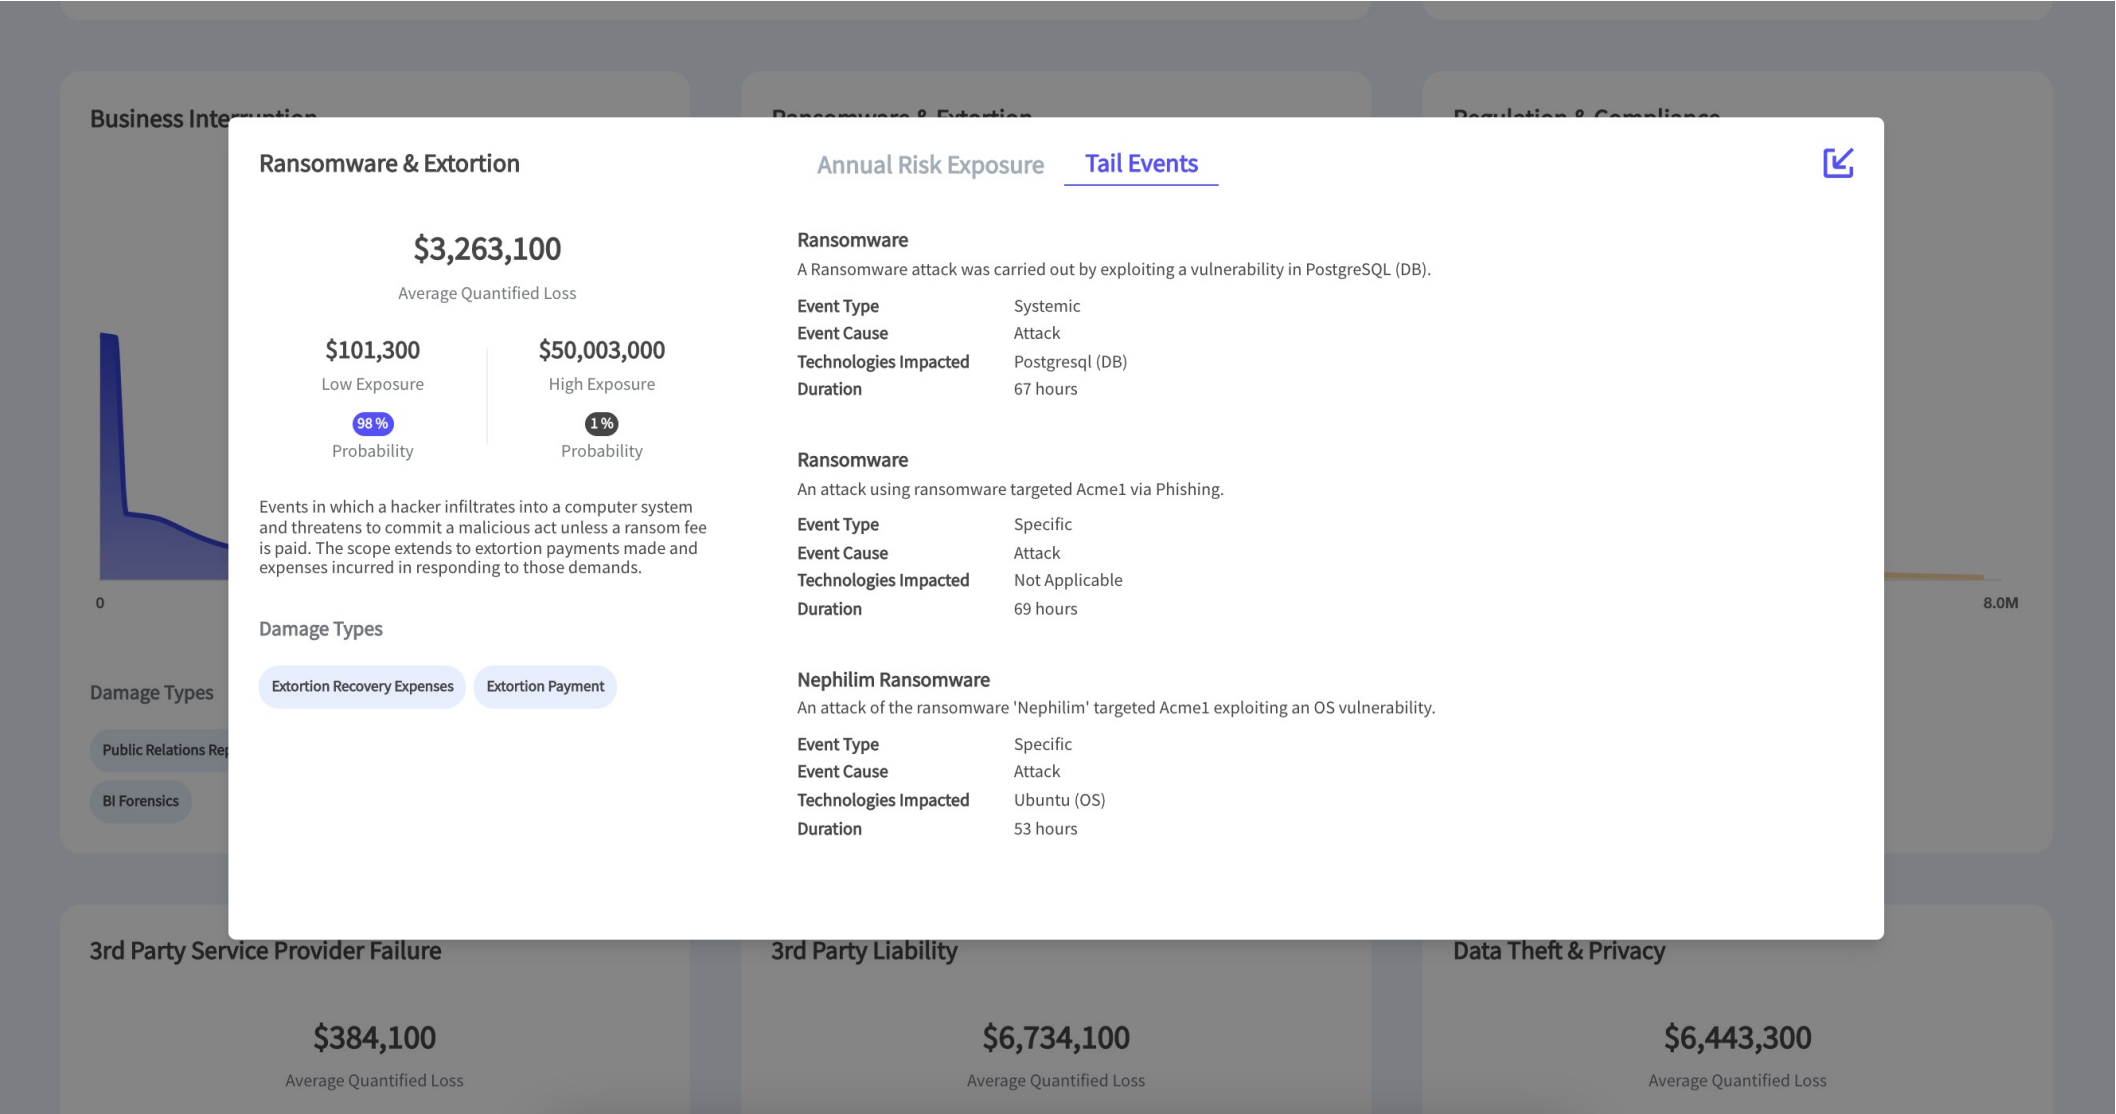 Business Inte
Ransomware & Extortion
Annual Risk Exposure
Tail Events
$3,263,100
Average Quantified Loss
$101,300
Low Exposure
98 %
Probability
$50,003,000
High Exposure
1 %
Probability
Events in which a hacker infiltrates into a computer system
and threatens to commit a malicious act unless a ransom fee
is paid. The scope extends to extortion payments made and
expenses incurred in responding to those demands.
Damage Types
Extortion Recovery Expenses
Extortion Payment
Ransomware
A Ransomware attack was carried out by exploiting a vulnerability in PostgreSQL (DB).
Event Type Systemic
Event Cause Attack
Technologies Impacted Postgresql (DB)
Duration 67 hours
Ransomware
An attack using ransomware targeted Acme1 via Phishing.
Event Type Specific
Event Cause Attack
Technologies Impacted Not Applicable
Duration 69 hours
Nephilim Ransomware
An attack of the ransomware 'Nephilim' targeted Acme1 exploiting an OS vulnerability.
Event Type Specific
Event Cause Attack
Technologies Impacted Ubuntu (OS)
Duration 53 hours
0
8.0M
Damage Types
Public Relations Rep
BI Forensics
3rd Party Service Provider Failure
$384,100
Average Quantified Loss
3rd Party Liability
$6,734,100
Average Quantified Loss
Data Theft & Privacy
$6,443,300
Average Quantified Loss